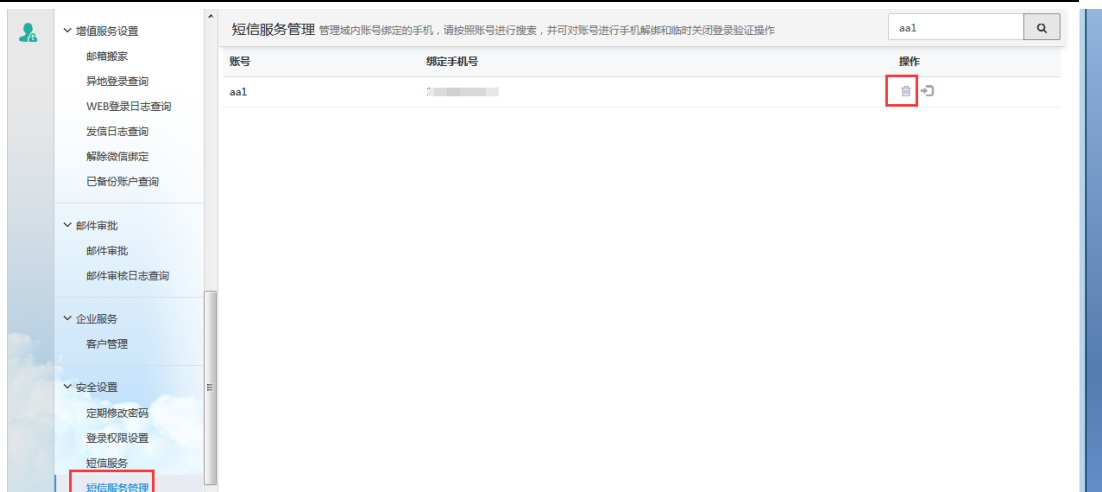 增值服务设置
邮箱搬家
异地登录查询
WEB登录日志查询
发信日志查询
解除微信绑定
已备份账户查询
邮件审批
邮件审批
邮件审核日志查询
企业服务
客户管理
安全设置
定期修改密码
登录权限设置
短信服务
短信服务管理
短信服务管理 管理域内账号绑定的手机，请按照账号进行搜索，并可对账号进行手机解绑和临时关闭登录验证操作
aa1
账号 绑定手机号 操作
aa1